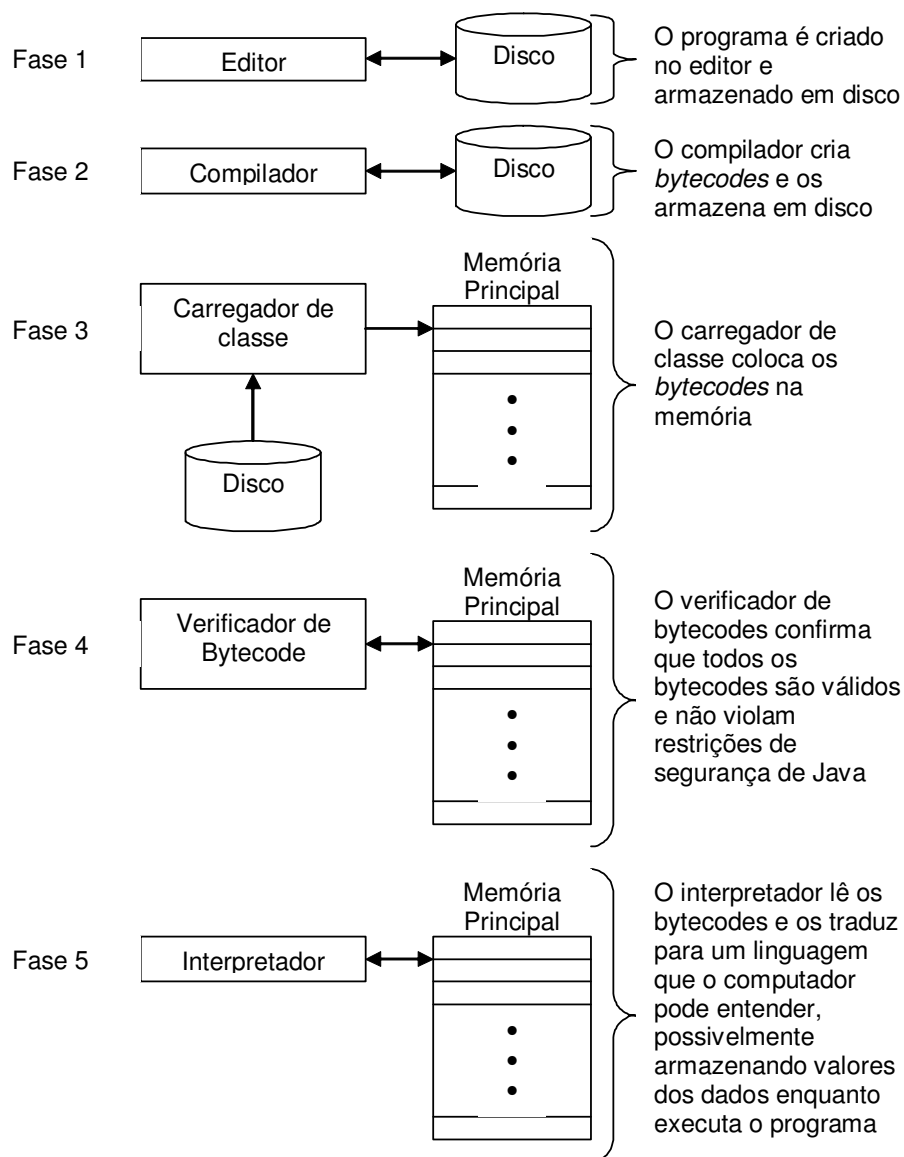 Fase 1
Editor
Disco
O programa é criado
no editor e
armazenado em disco
Fase 2
Compilador
Disco
O compilador cria
bytecodes e os
armazena em disco
Fase 3
Carregador de
classe
Disco
Memória
Principal
O carregador de
classe coloca os
bytecodes na
memória
Fase 4
Verificador de
Bytecode
Memória
Principal
O verificador de
bytecodes confirma
que todos os
bytecodes são válidos
e não violam
restrições de
segurança de Java
Fase 5
Interpretador
Memória
Principal
O interpretador lê os
bytecodes e os traduz
para um linguagem
que o computador
pode entender,
possivelmente
armazenando valores
dos dados enquanto
executa o programa